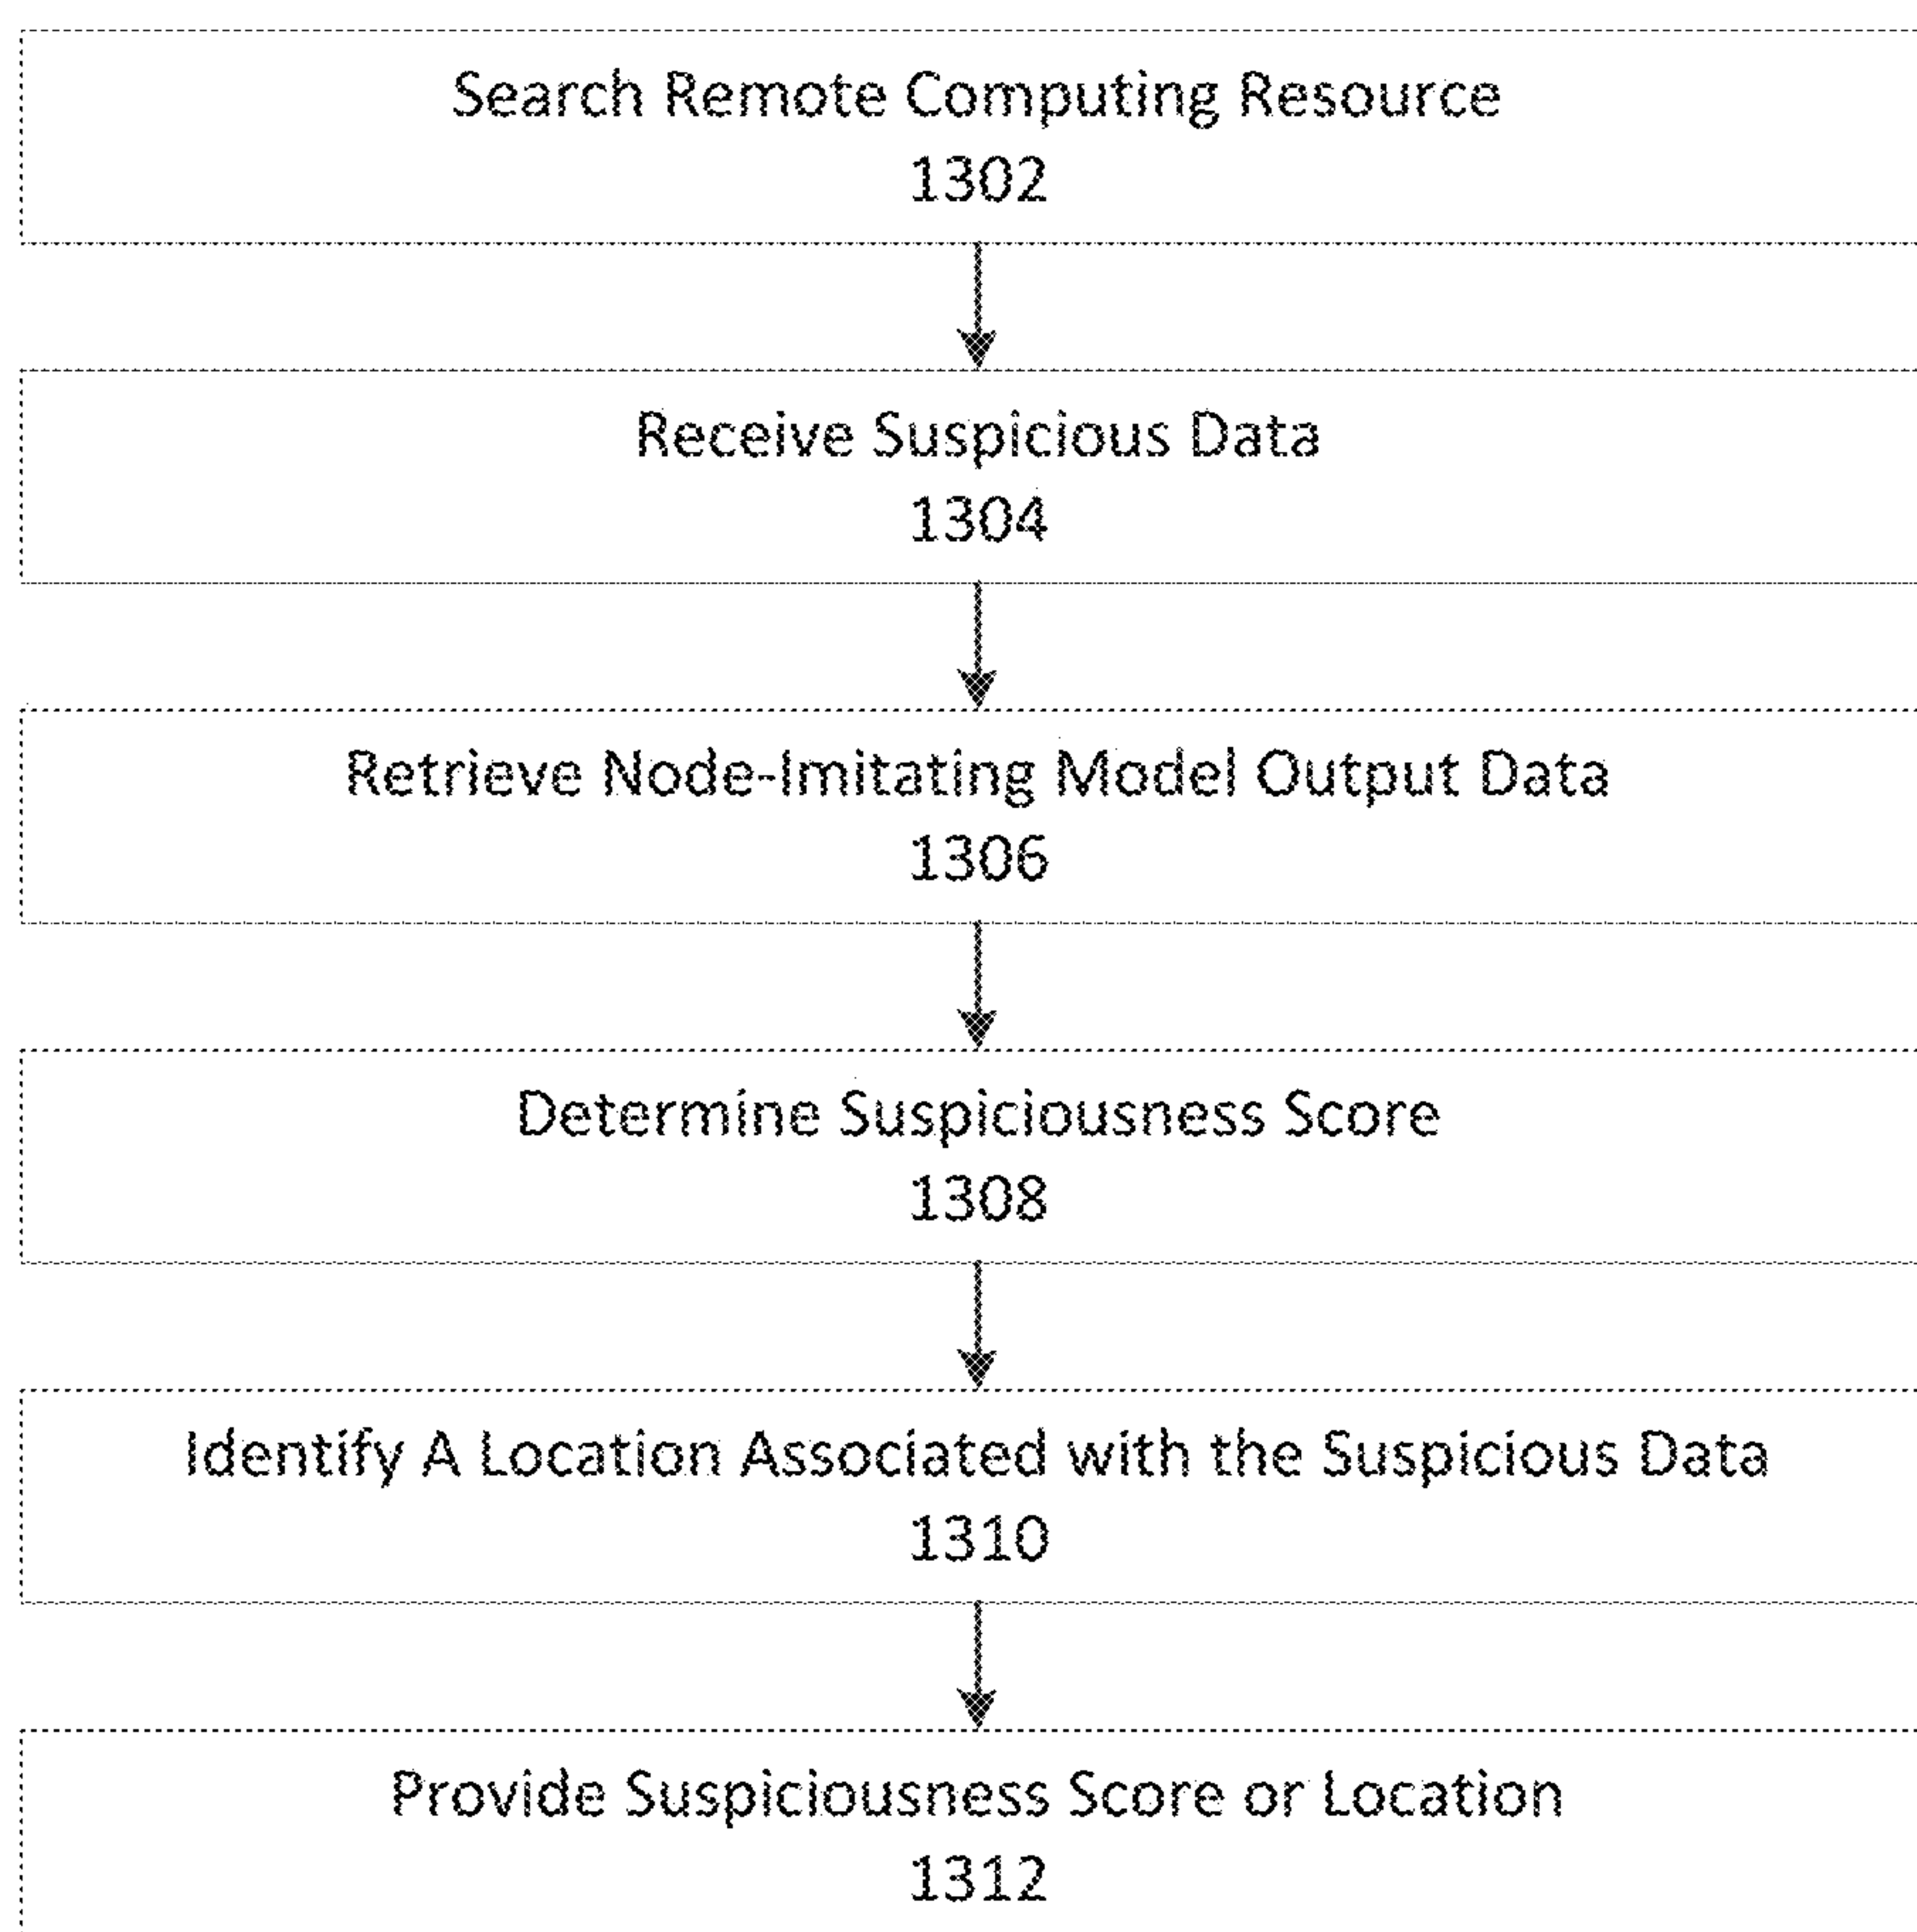 Search Remote Computing Resource
1302
Receive Suspicious Data
1304
Retrieve Node-Imitating Model Output Data
1306
Determine Suspiciousness Score
1308
Identify A Location Associated with the Suspicious Data
1310
Provide Suspiciousness Score or Location
1312